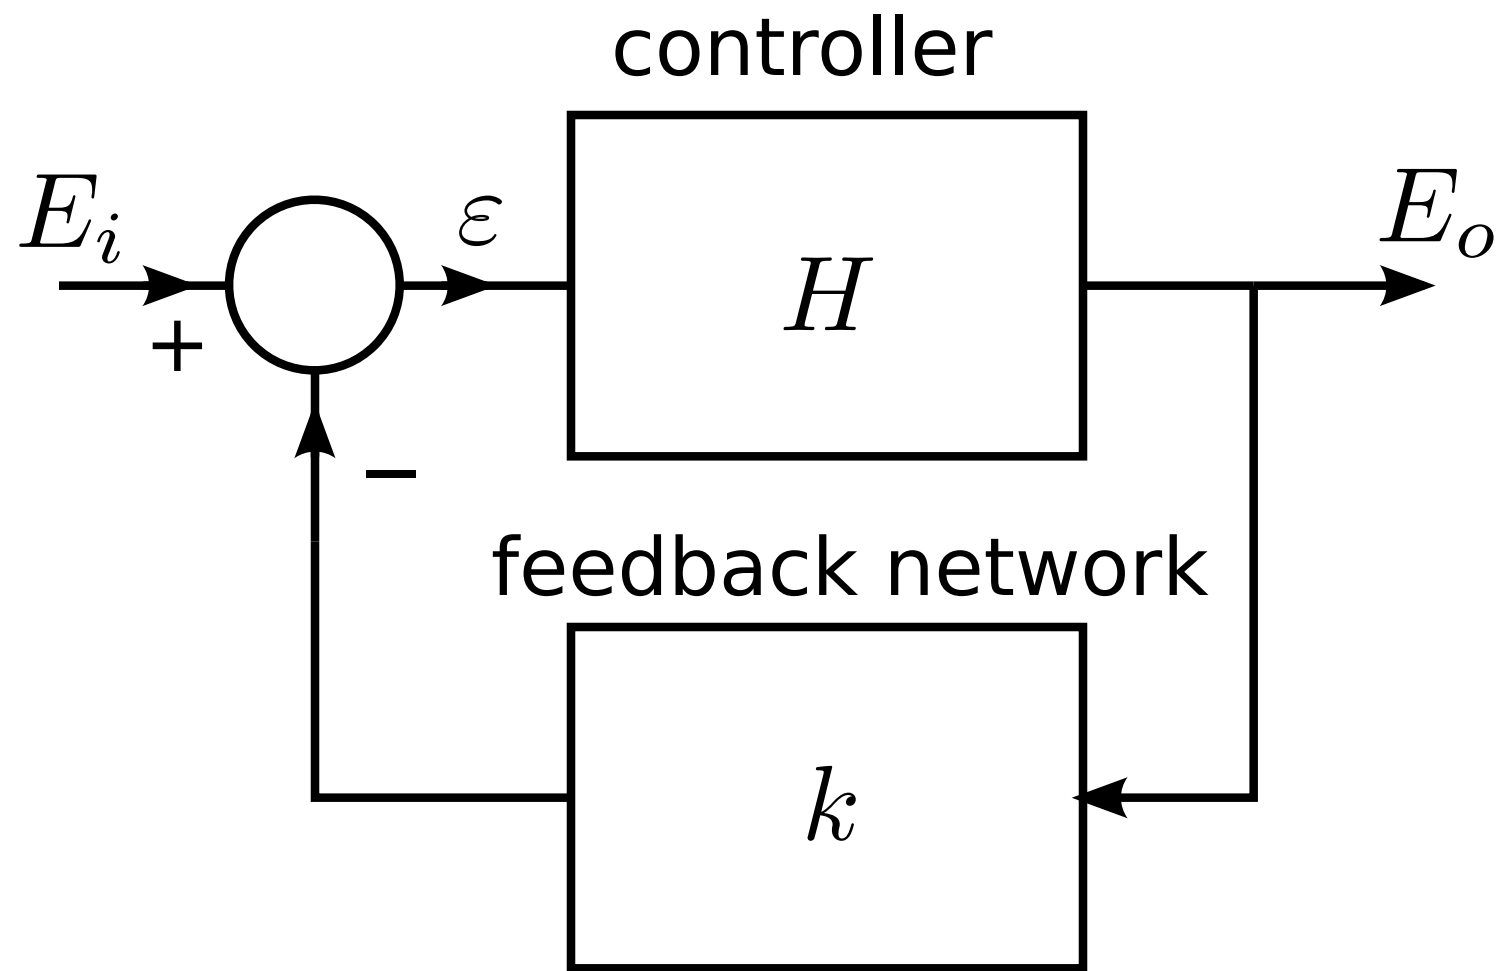 controller
E_i
ε
H
E_o
+
−
feedback network
k